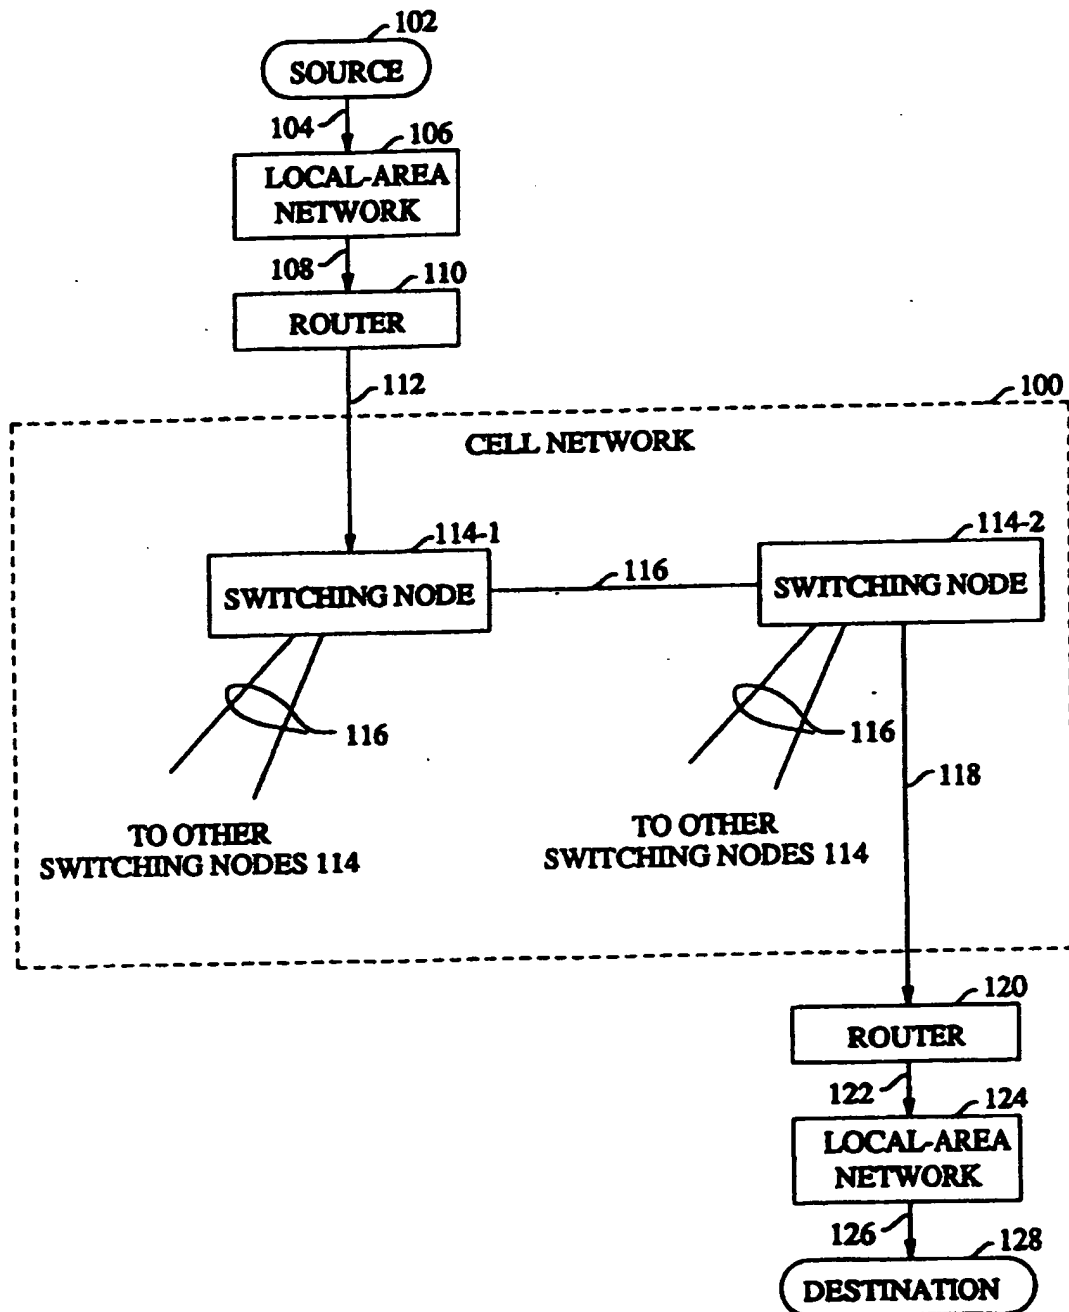 102
SOURCE
104
106
LOCAL-AREA
NETWORK
108
110
ROUTER
112
100
CELL NETWORK
114-1
SWITCHING NODE
116
114-2
SWITCHING NODE
116
116
118
TO OTHER
SWITCHING NODES 114
TO OTHER
SWITCHING NODES 114
120
ROUTER
122
124
LOCAL-AREA
NETWORK
126
128
DESTINATION